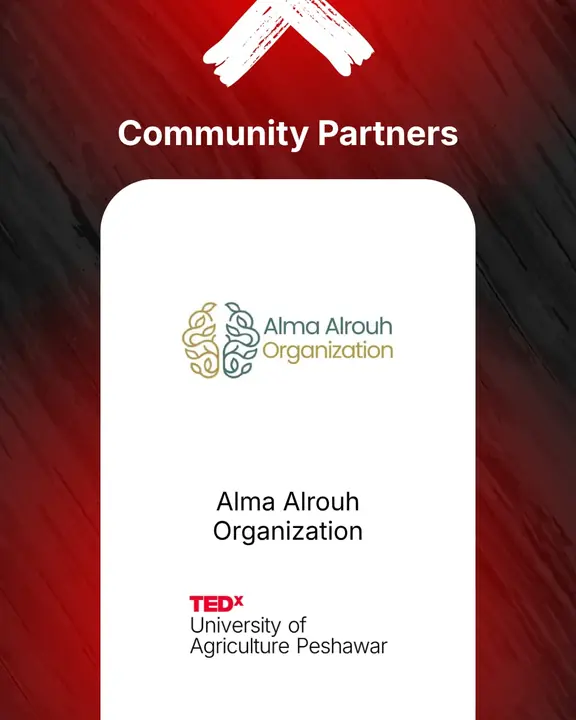 Community Partners
Alma Alrouh
Organization
Alma Alrouh
Organization
TEDx
University of
Agriculture Peshawar